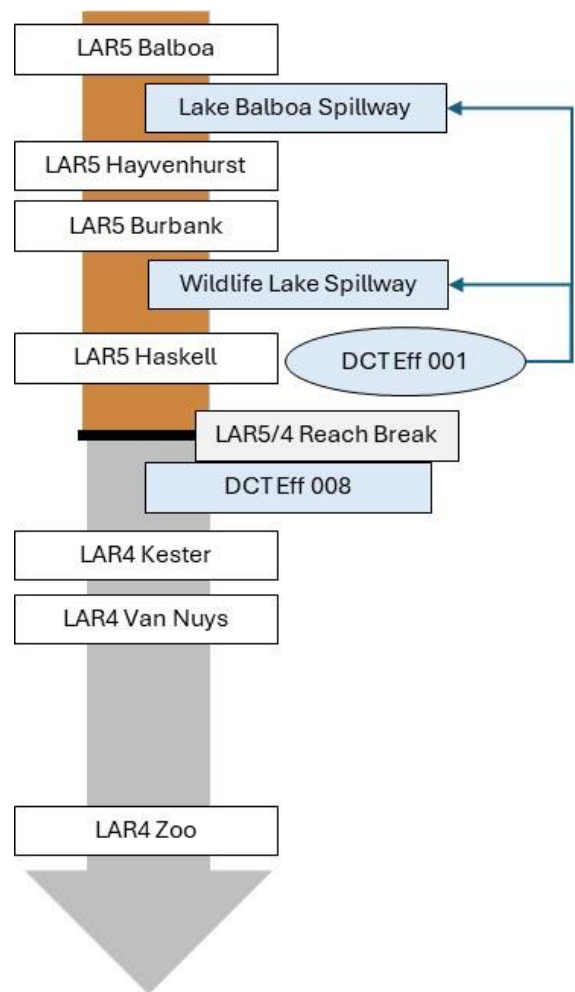 LAR5 Balboa
Lake Balboa Spillway
LAR5 Hayvenhurst
LAR5 Burbank
Wildlife Lake Spillway
LAR5 Haskell
DCT Eff 001
LAR5/4 Reach Break
DCT Eff 008
LAR4 Kester
LAR4 Van Nuys
LAR4 Zoo